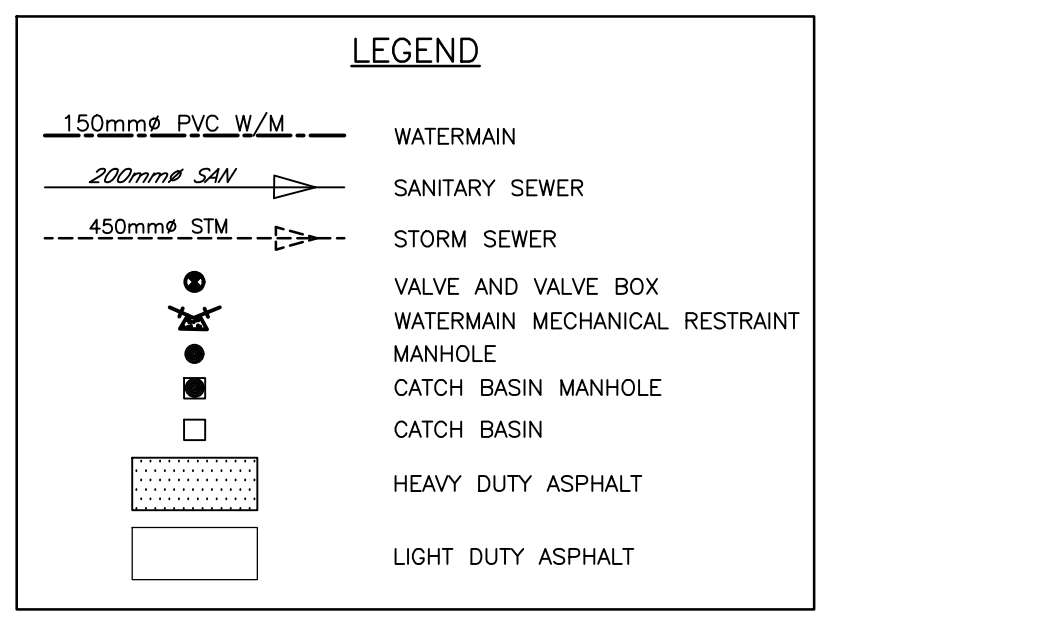 LEGEND
150mmø PVC W/M
WATERMAIN
200mmø SAN
SANITARY SEWER
450mmø STM
STORM SEWER
VALVE AND VALVE BOX
WATERMAIN MECHANICAL RESTRAINT
MANHOLE
CATCH BASIN MANHOLE
CATCH BASIN
HEAVY DUTY ASPHALT
LIGHT DUTY ASPHALT